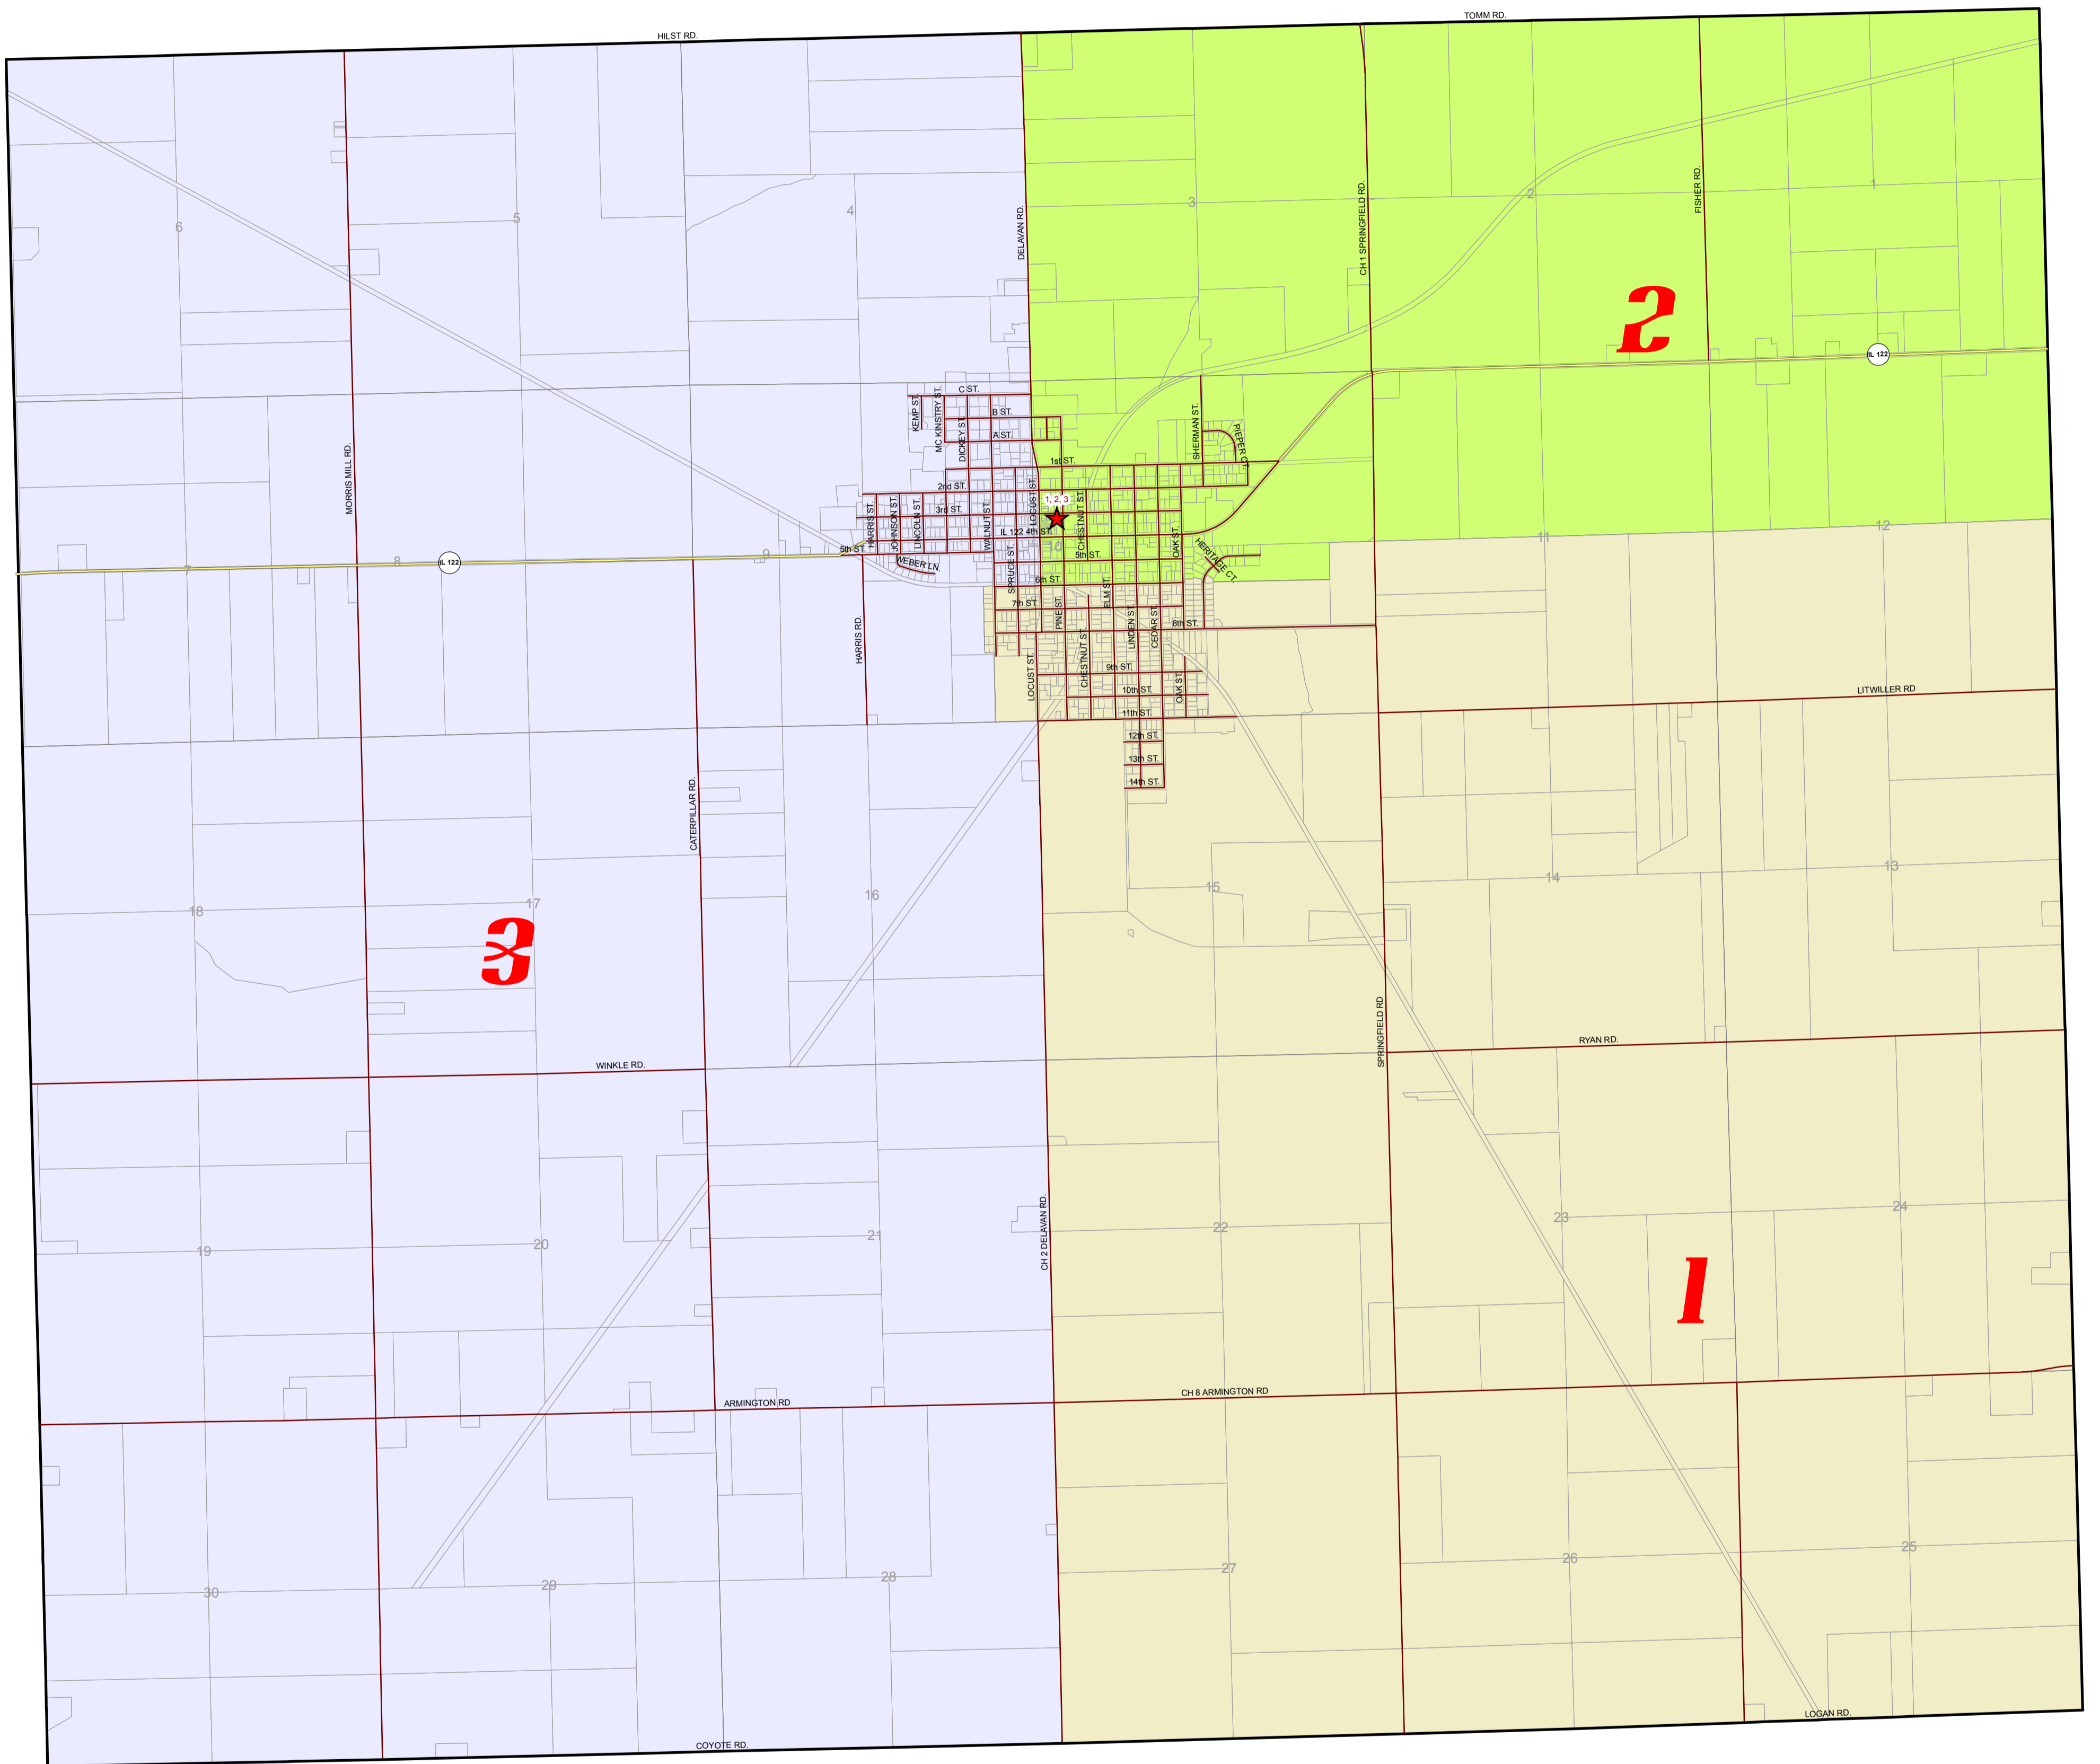 TOMM RD.
HILST RD.
6
5
4
DELAVAN RD.
3
CH 1 SPRINGFIELD RD.
2
FISHER RD.
1
2
IL 122
C ST.
KEMP ST.
MC KINSTRY ST.
DICKEY ST.
B ST.
A ST.
SHERMAN ST.
PIEPER CT.
1st ST.
MORRIS MILL RD.
2nd ST.
LOCUST ST.
1, 2, 3
CHESTNUT ST.
HARRIS ST.
JOHNSON ST.
LINCOLN ST.
3rd ST.
WALNUT ST.
IL 122 4th ST.
OAK ST.
10
11
12
5th ST.
5th ST.
HERITAGE CT.
7
IL 122
8
9
WEBER LN.
SPRUCE ST.
6th ST.
7th ST.
PINE ST.
ELM ST.
LINDEN ST.
CEDAR ST.
8th ST.
HARRIS RD.
LOCUST ST.
CHESTNUT ST.
9th ST.
10th ST.
OAK ST.
11th ST.
LITWILLER RD
12th ST.
13th ST.
14th ST.
CATERPILLAR RD.
18
17
16
15
14
13
3
SPRINGFIELD RD
RYAN RD.
WINKLE RD.
19
20
21
CH 2 DELAVAN RD.
22
23
24
1
ARMINGTON RD
CH 8 ARMINGTON RD
30
29
28
27
26
25
COYOTE RD.
LOGAN RD.